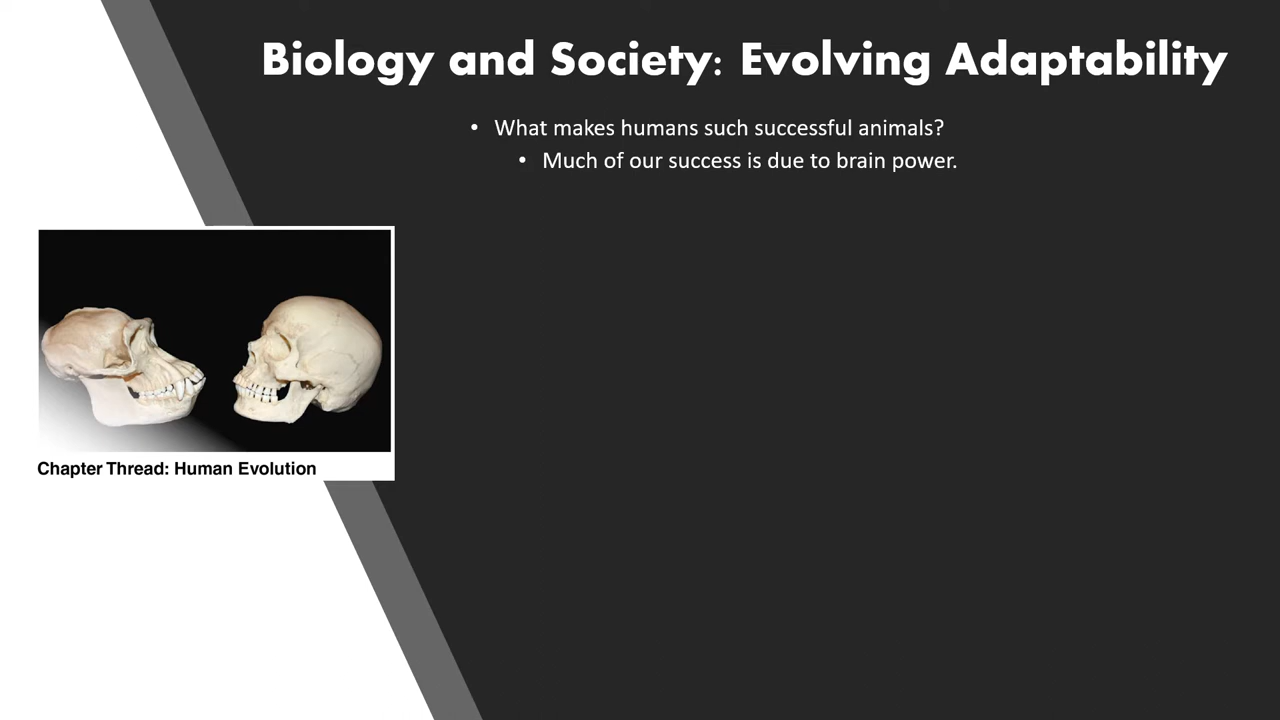 Biology and Society: Evolving Adaptability
• What makes humans such successful animals?
• Much of our success is due to brain power.
Chapter Thread: Human Evolution